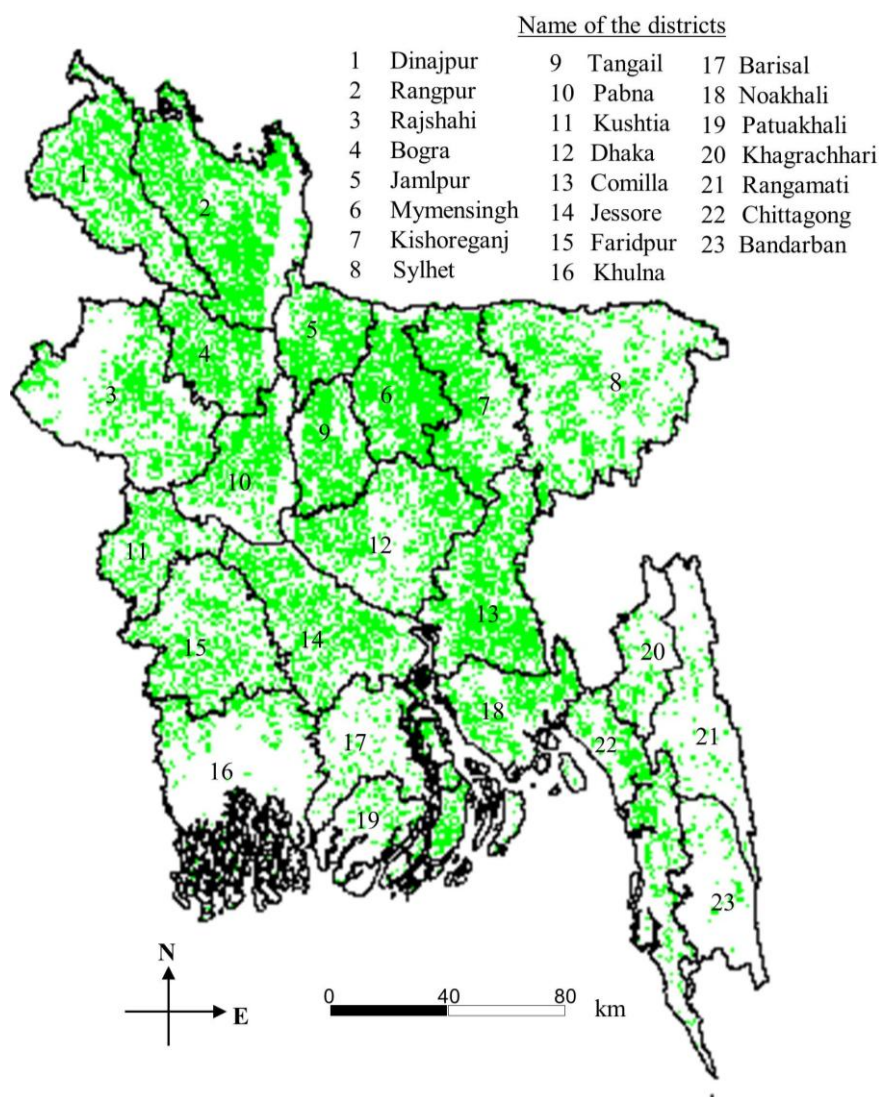 Name of the districts
1 Dinajpur
2 Rangpur
3 Rajshahi
4 Bogra
5 Jamlpur
6 Mymensingh
7 Kishoreganj
8 Sylhet
9 Tangail
10 Pabna
11 Kushtia
12 Dhaka
13 Comilla
14 Jessore
15 Faridpur
16 Khulna
17 Barisal
18 Noakhali
19 Patuakhali
20 Khagrachhari
21 Rangamati
22 Chittagong
23 Bandarban
1
2
3
4
5
6
7
8
9
10
11
12
13
14
15
16
17
18
19
20
21
22
23
N
E
0 40 80
km